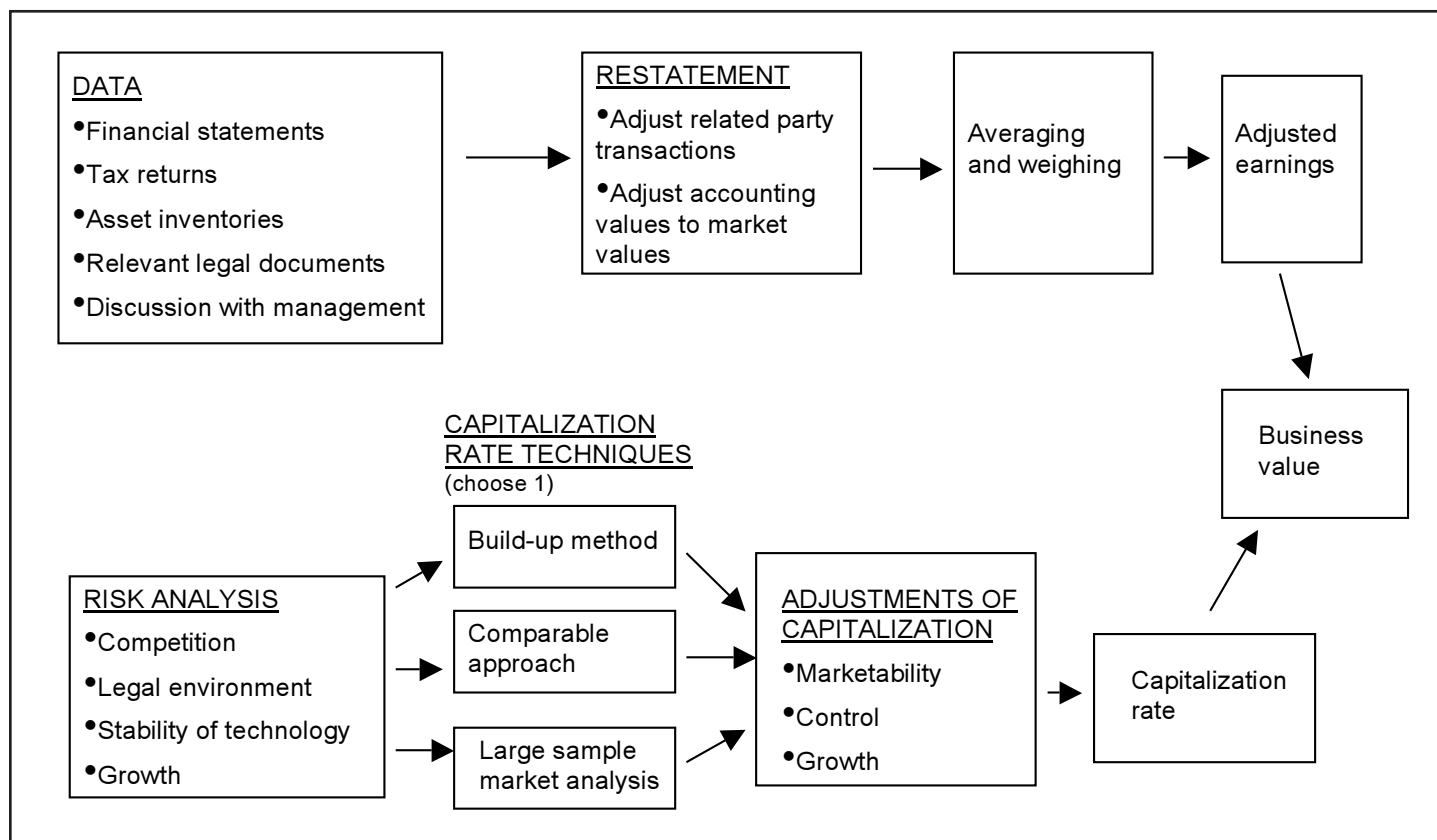 DATA
•Financial statements
•Tax returns
•Asset inventories
•Relevant legal documents
•Discussion with management
RESTATEMENT
•Adjust related party
transactions
•Adjust accounting
values to market
values
Averaging
and weighing
Adjusted
earnings
Business
value
CAPITALIZATION
RATE TECHNIQUES
(choose 1)
Build-up method
Comparable
approach
Large sample
market analysis
RISK ANALYSIS
•Competition
•Legal environment
•Stability of technology
•Growth
ADJUSTMENTS OF
CAPITALIZATION
•Marketability
•Control
•Growth
Capitalization
rate